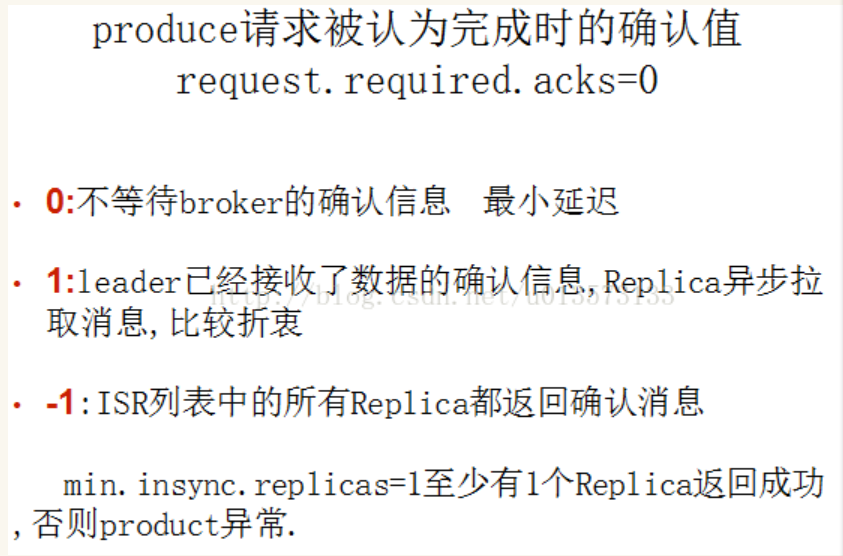 produce请求被认为完成时的确认值
request.required.acks=0
• 0:不等待broker的确认信息 最小延迟
• 1:leader已经接收了数据的确认信息,Replica异步拉
http://blog.csdn.net/u013573133
取消息,比较折衷
• -1:ISR列表中的所有Replica都返回确认消息
min.insync.replicas=1至少有1个Replica返回成功
,否则product异常.